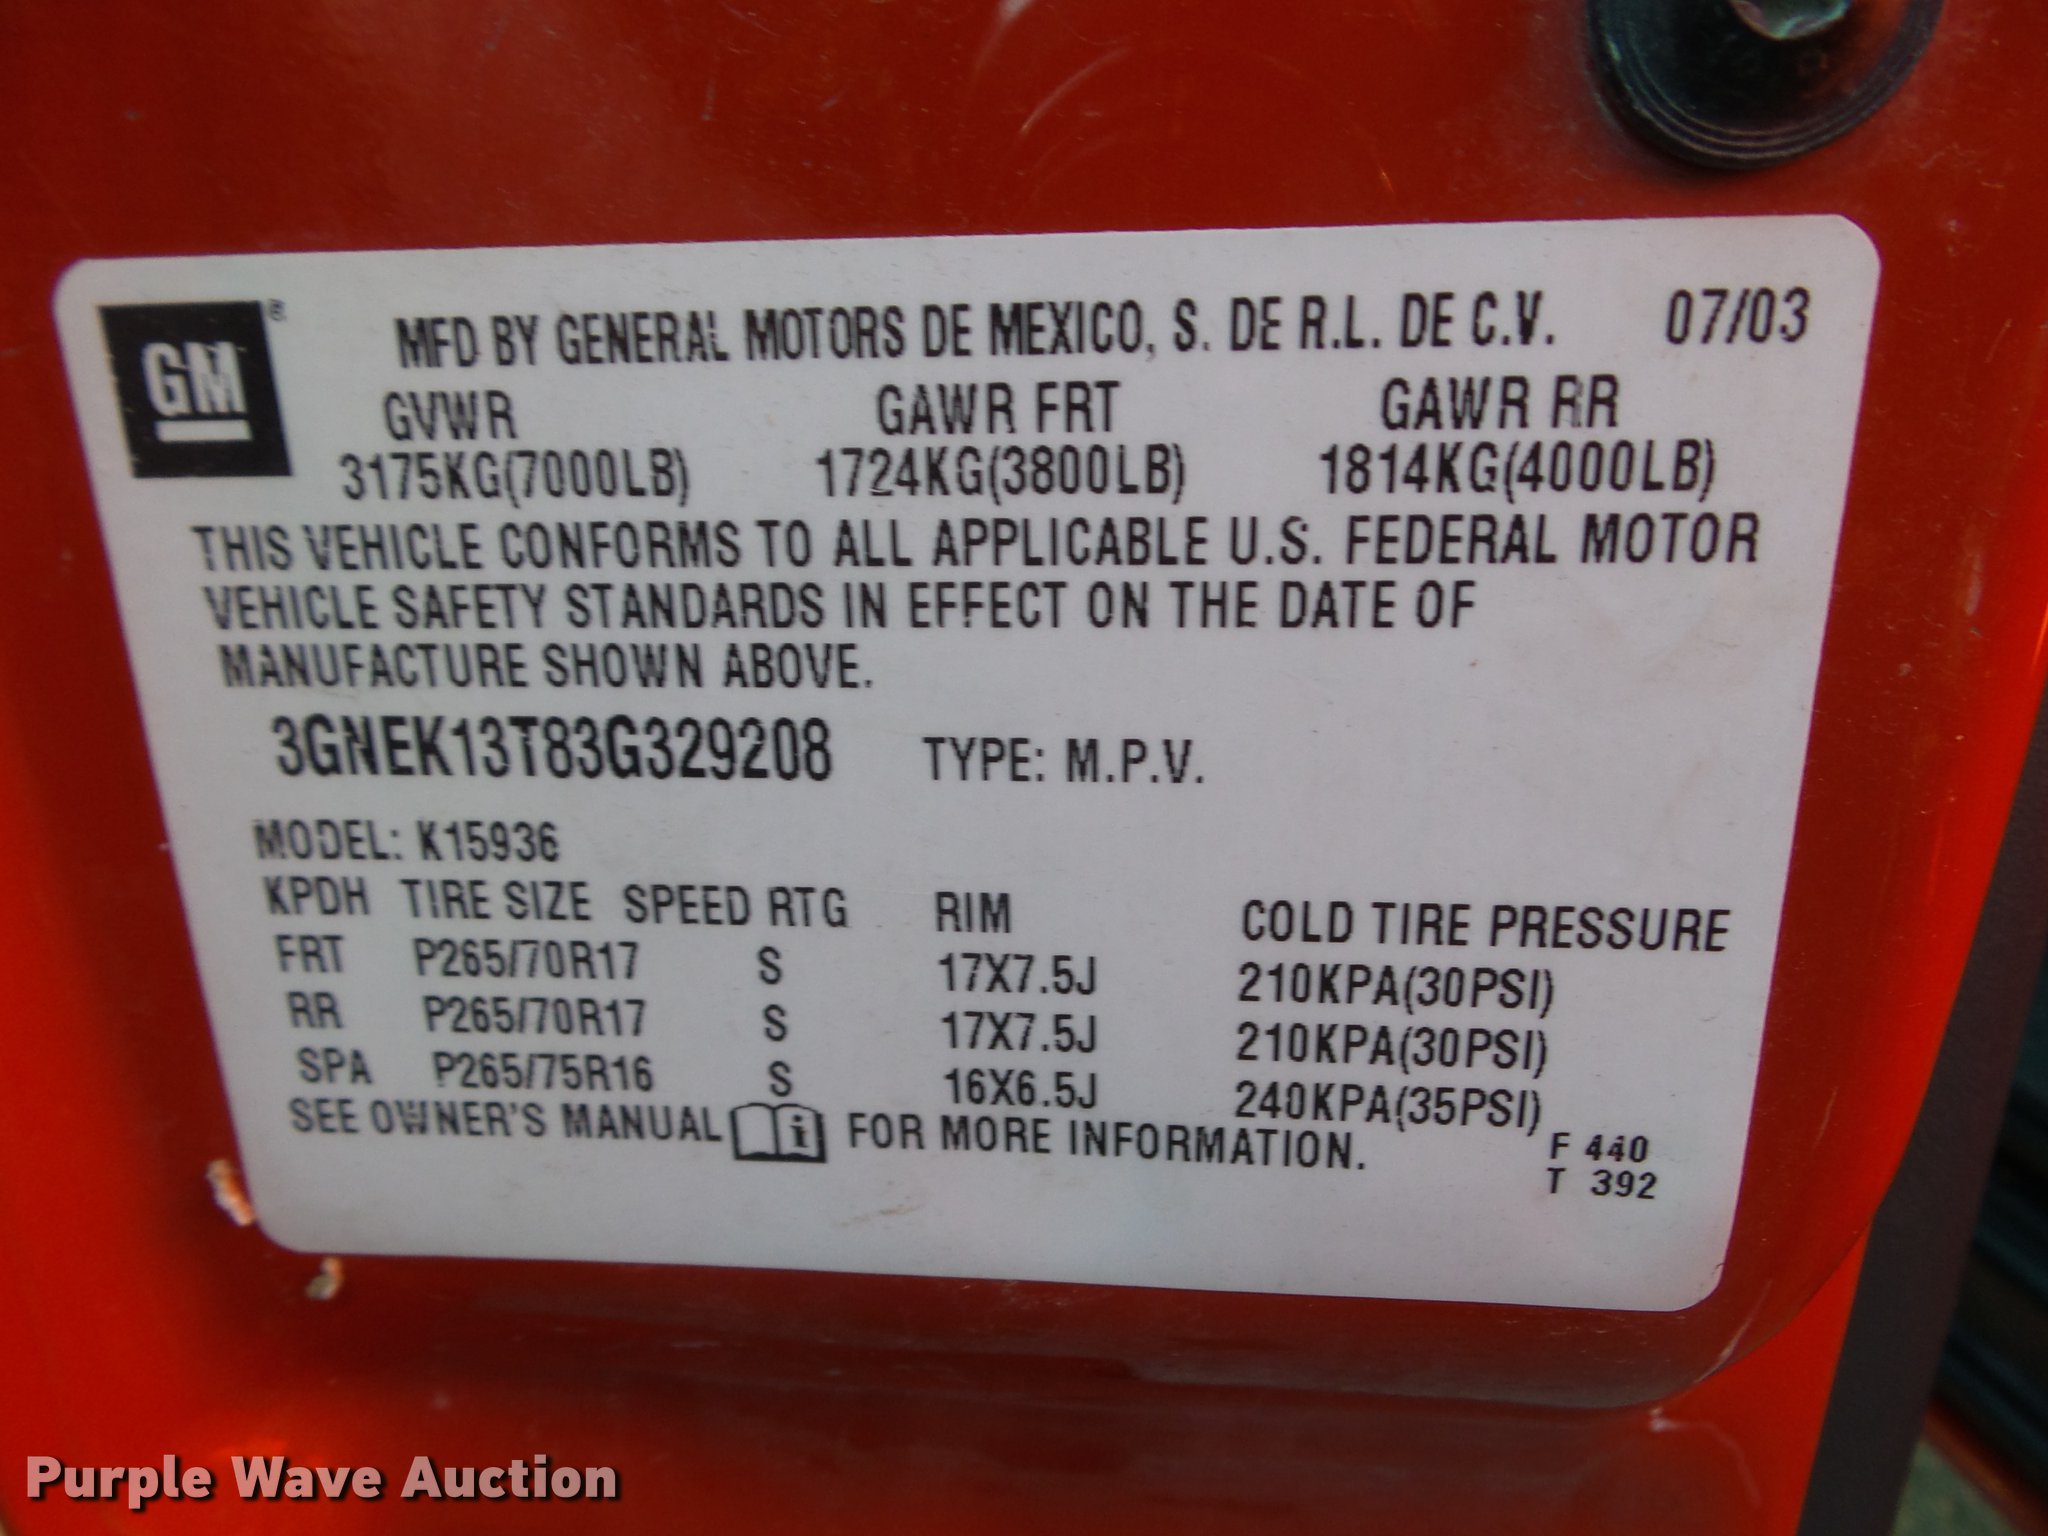 GM®
MFD BY GENERAL MOTORS DE MEXICO, S. DE R.L. DE C.V. 07/03
GVWR GAWR FRT GAWR RR
3175KG(7000LB) 1724KG(3800LB) 1814KG(4000LB)
THIS VEHICLE CONFORMS TO ALL APPLICABLE U.S. FEDERAL MOTOR
VEHICLE SAFETY STANDARDS IN EFFECT ON THE DATE OF
MANUFACTURE SHOWN ABOVE.
3GNEK13T83G329208 TYPE: M.P.V.
MODEL: K15936
KPDH TIRE SIZE SPEED RTG RIM COLD TIRE PRESSURE
FRT P265/70R17 S 17X7.5J 210KPA(30PSI)
RR P265/70R17 S 17X7.5J 210KPA(30PSI)
SPA P265/75R16 S 16X6.5J 240KPA(35PSI)
SEE OWNER'S MANUAL i FOR MORE INFORMATION.
F 440
T 392
Purple Wave Auction